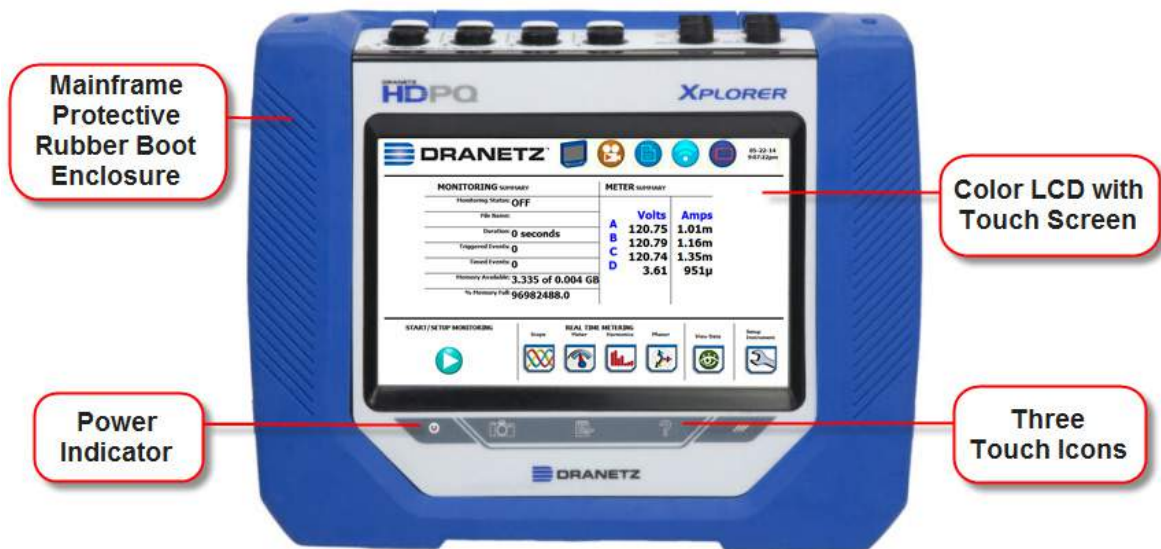 Mainframe
Protective
Rubber Boot
Enclosure
DRANETZ
HDPQ
XPLORER
DRANETZ
05-22-14
9:07:22pm
MONITORING SUMMARY
Monitoring Status: OFF
File Name:
Duration: 0 seconds
Triggered Events: 0
Timed Events: 0
Memory Available: 3.335 of 0.004 GB
% Memory Full: 96982488.0
METER SUMMARY
Volts Amps
A 120.75 1.01m
B 120.79 1.16m
C 120.74 1.35m
D 3.61 951µ
START/SETUP MONITORING
REAL TIME METERING
Scope Meter Harmonics Phasor
View Data
Setup
Instrument
Color LCD with
Touch Screen
Power
Indicator
?
Three
Touch Icons
DRANETZ